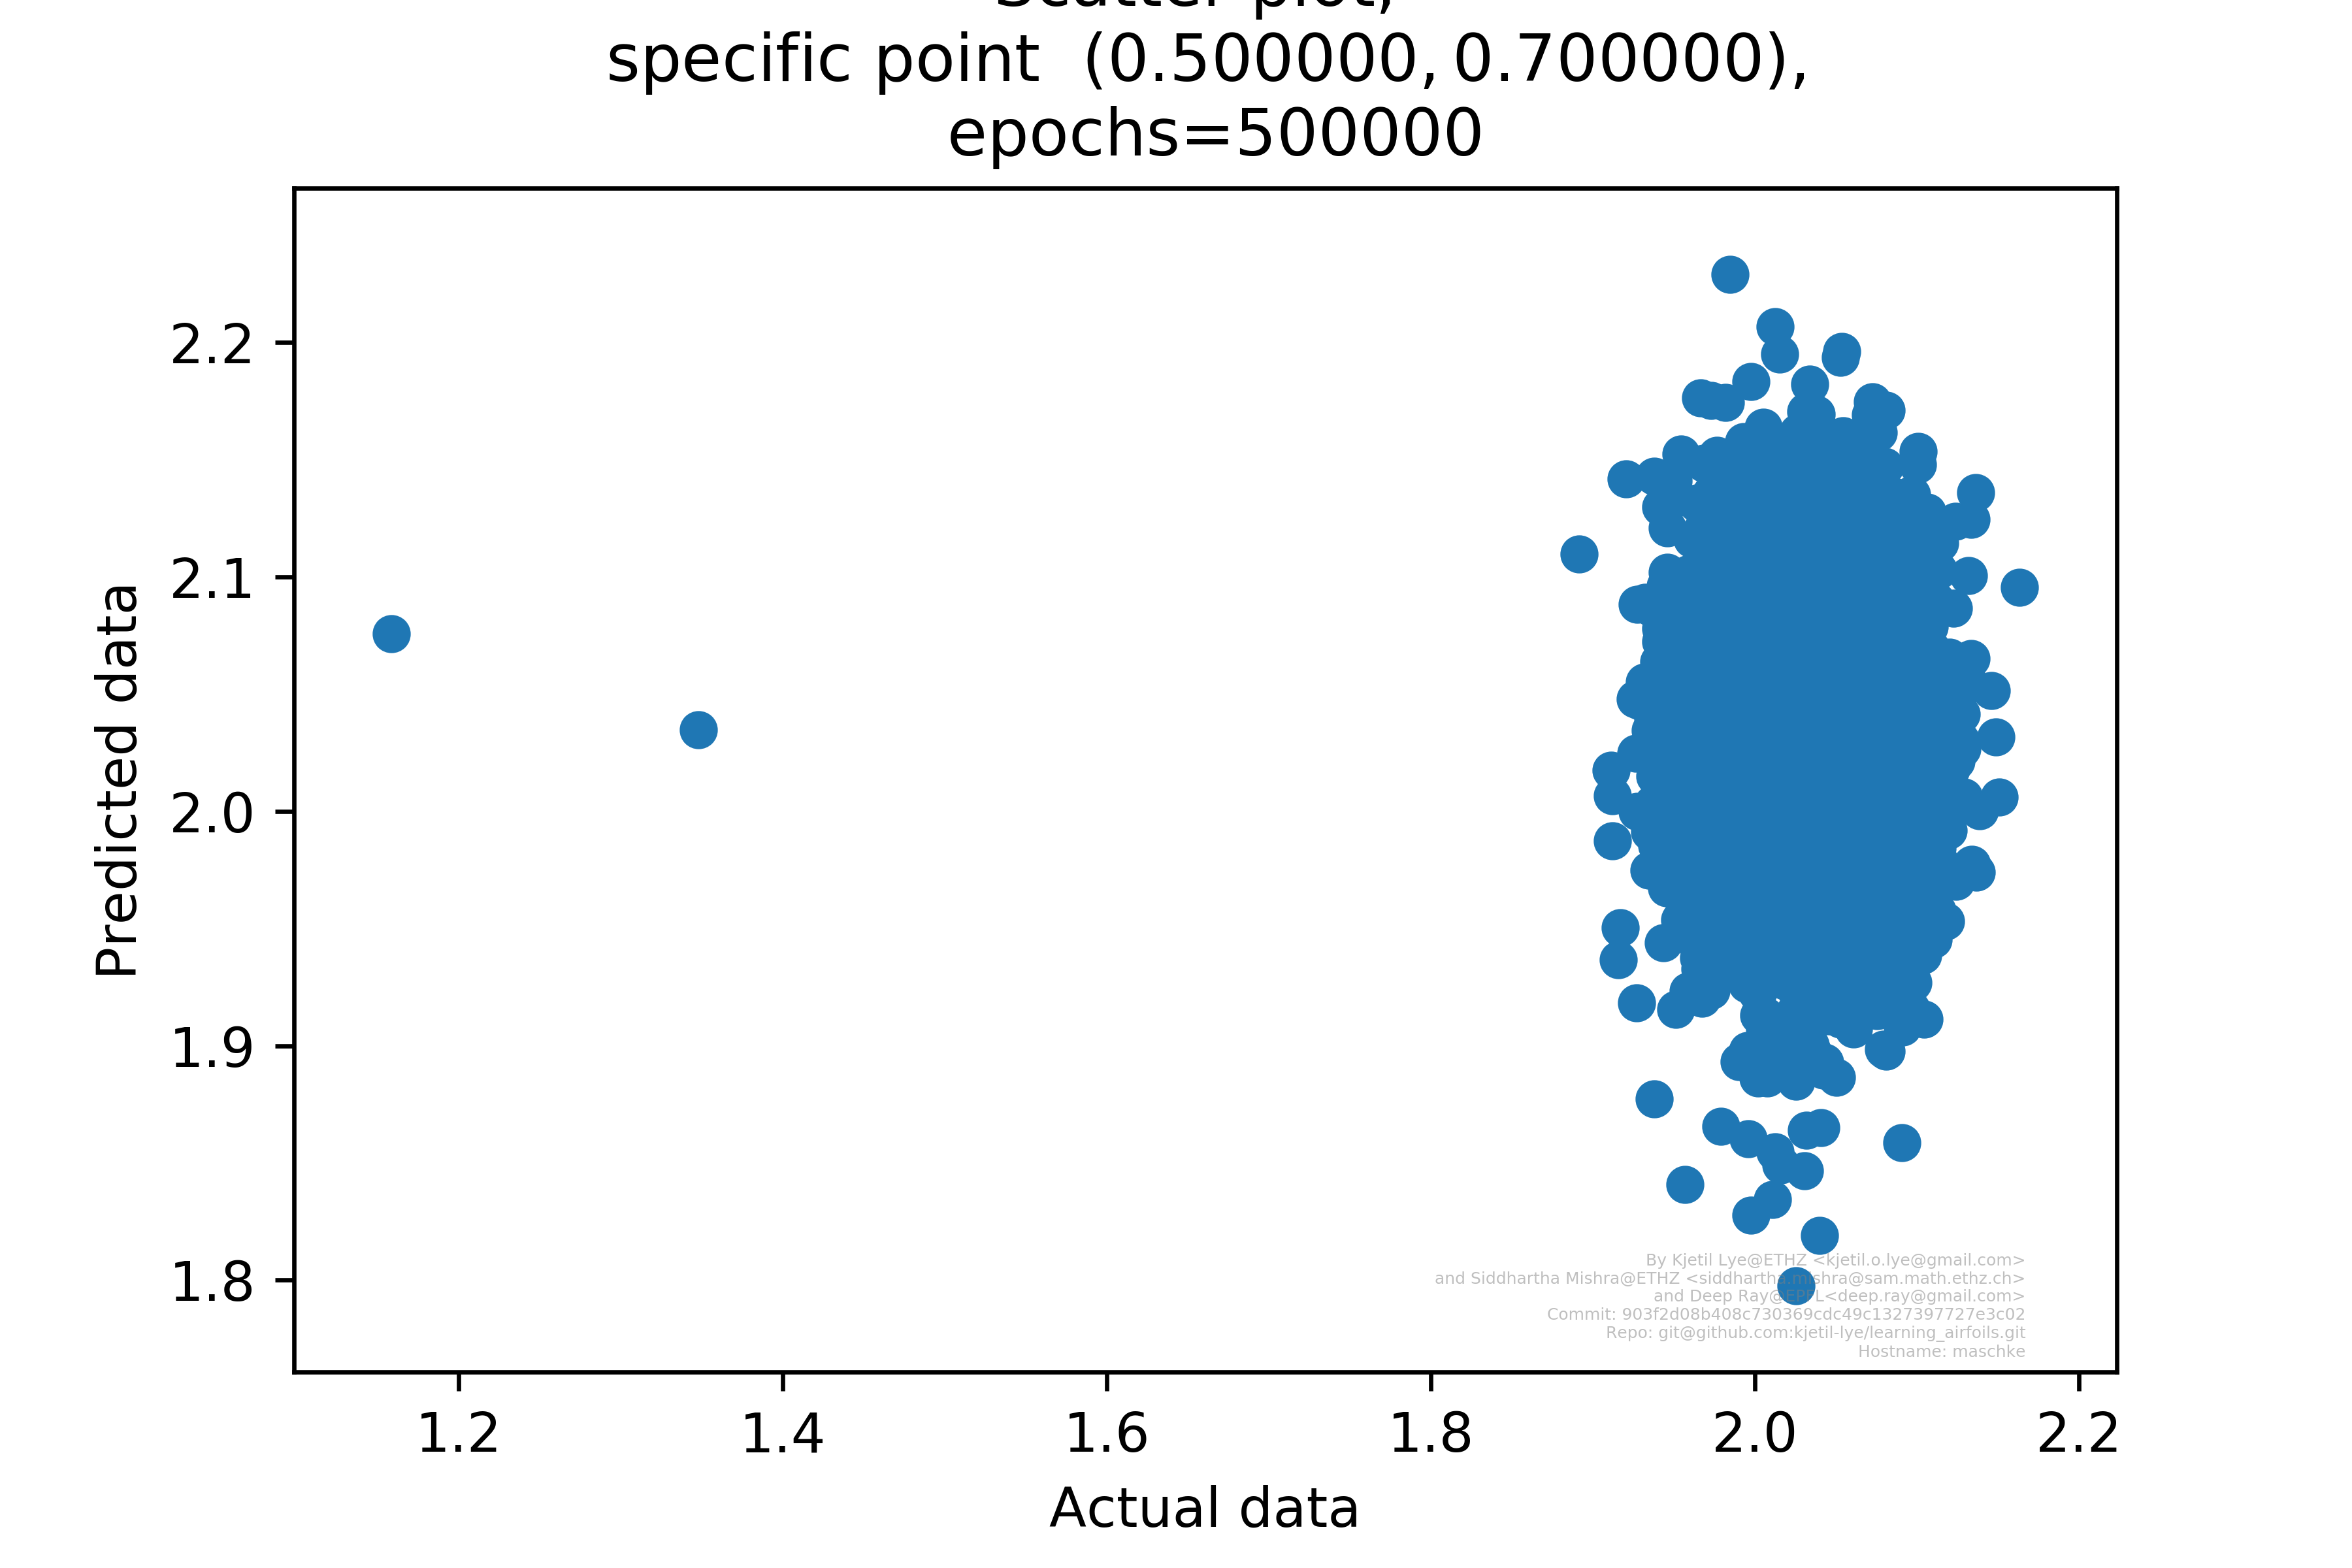 Scatter plot,
specific point (0.500000, 0.700000),
epochs=500000
2.2
2.1
2.0
1.9
1.8
Predicted data
By Kjetil Lye@ETHZ <kjetil.o.lye@gmail.com>
and Siddhartha Mishra@ETHZ <siddhartha.mishra@sam.math.ethz.ch>
and Deep Ray@EPFL<deep.ray@gmail.com>
Commit: 903f2d08b408c730369cdc49c1327397727e3c02
Repo: git@github.com:kjetil-lye/learning_airfoils.git
Hostname: maschke
1.2 1.4 1.6 1.8 2.0 2.2
Actual data